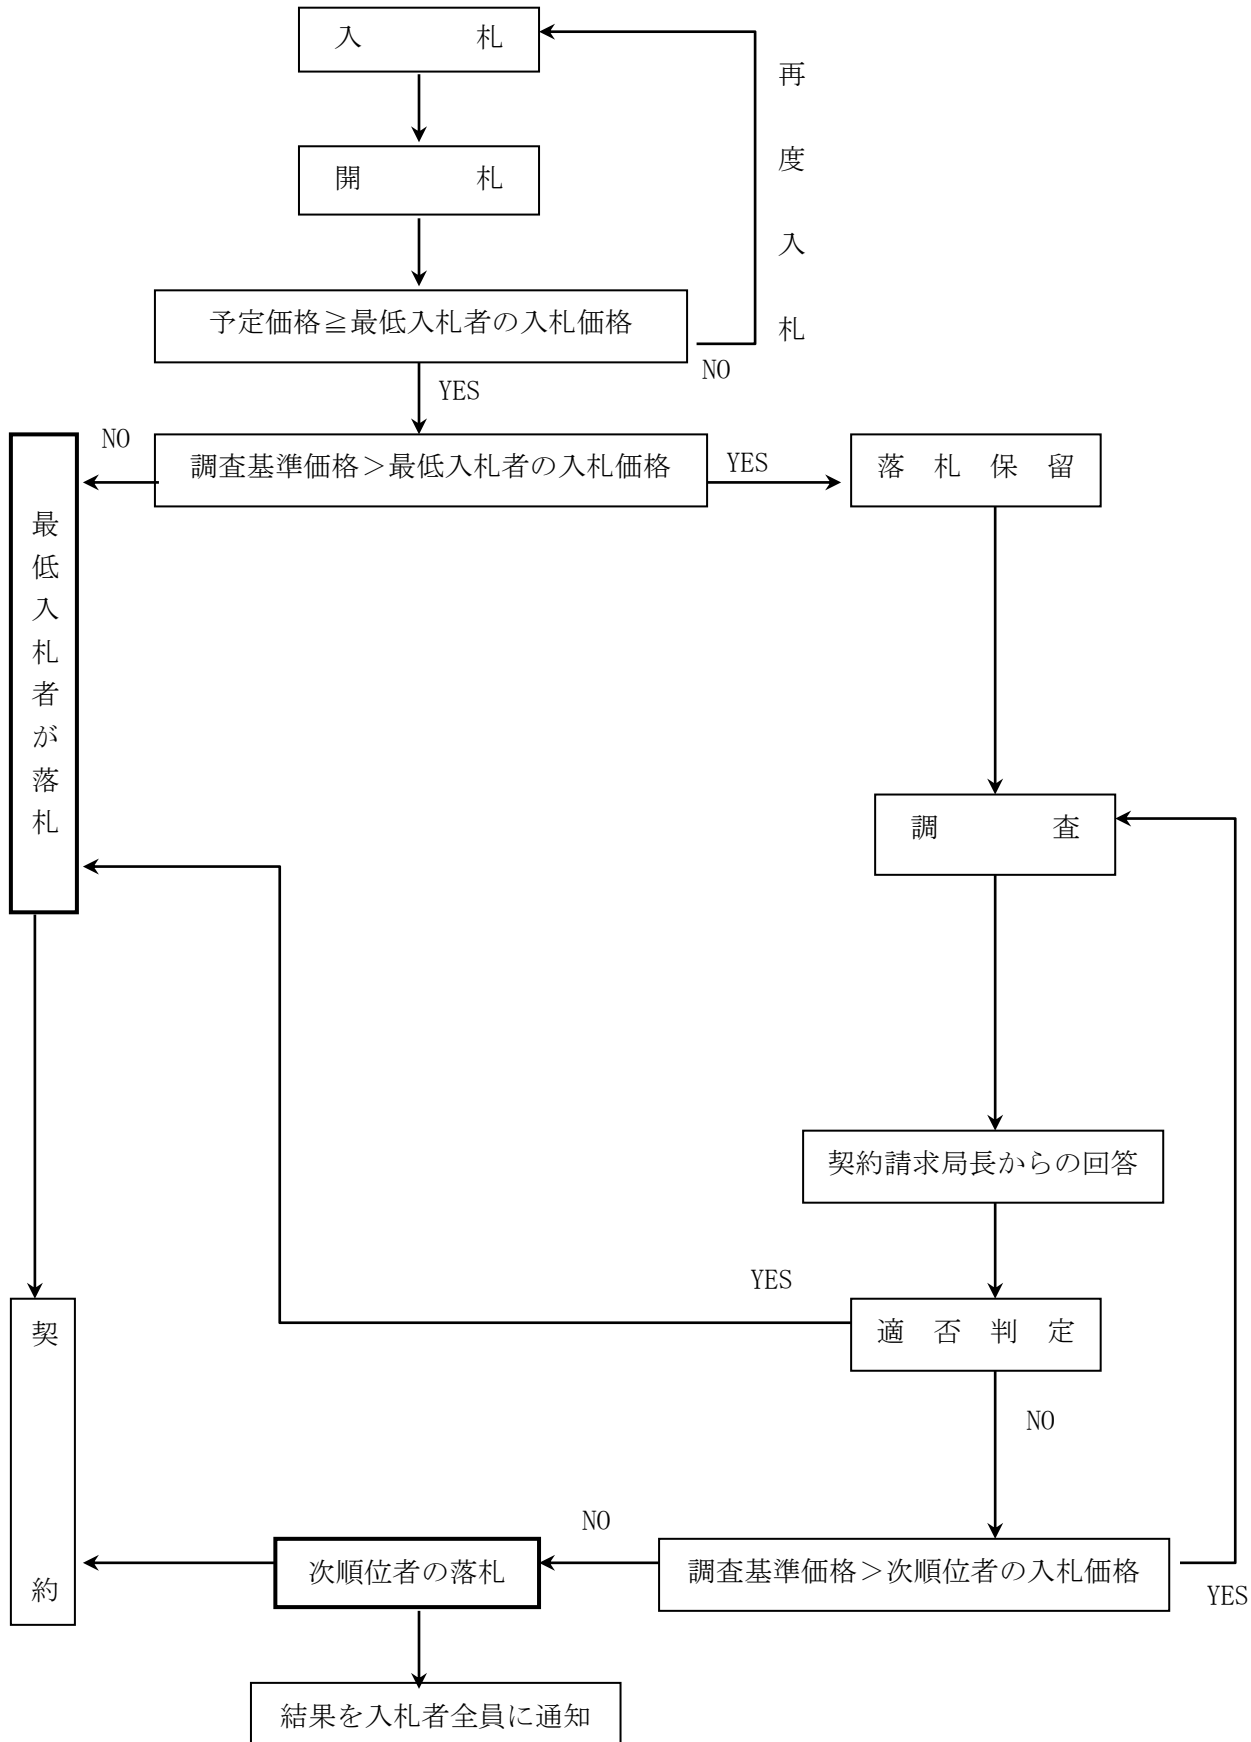 入　札
開　札
再度入札
予定価格≧最低入札者の入札価格
NO
YES
NO
調査基準価格＞最低入札者の入札価格
YES
落札保留
最低入札者が落札
調　査
契約請求局長からの回答
YES
適否判定
NO
契約
NO
次順位者の落札
調査基準価格＞次順位者の入札価格
YES
結果を入札者全員に通知